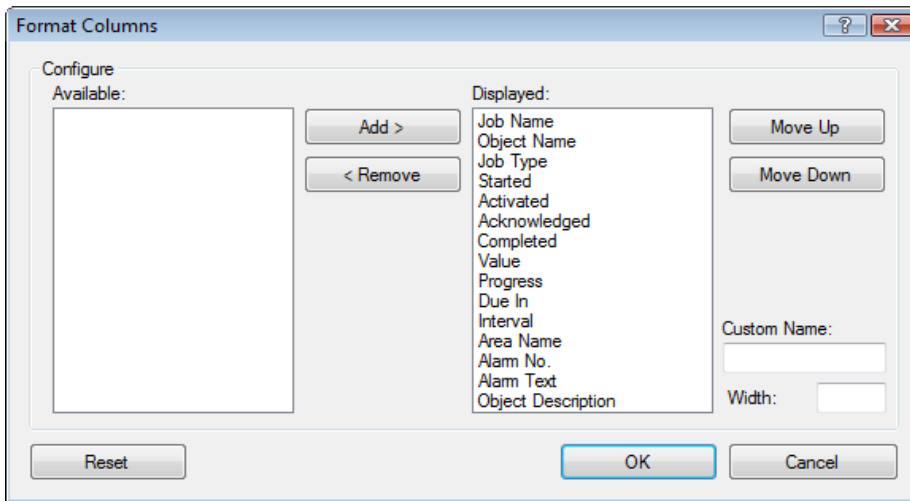 Format Columns
?
Configure
Available:
Add >
< Remove
Displayed:
Job Name
Object Name
Job Type
Started
Activated
Acknowledged
Completed
Value
Progress
Due In
Interval
Area Name
Alarm No.
Alarm Text
Object Description
Move Up
Move Down
Custom Name:
Width:
Reset
OK
Cancel